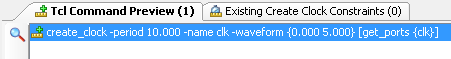 Tcl Command Preview (1)
Existing Create Clock Constraints (0)
create_clock -period 10.000 -name clk -waveform {0.000 5.000} [get_ports {clk}]